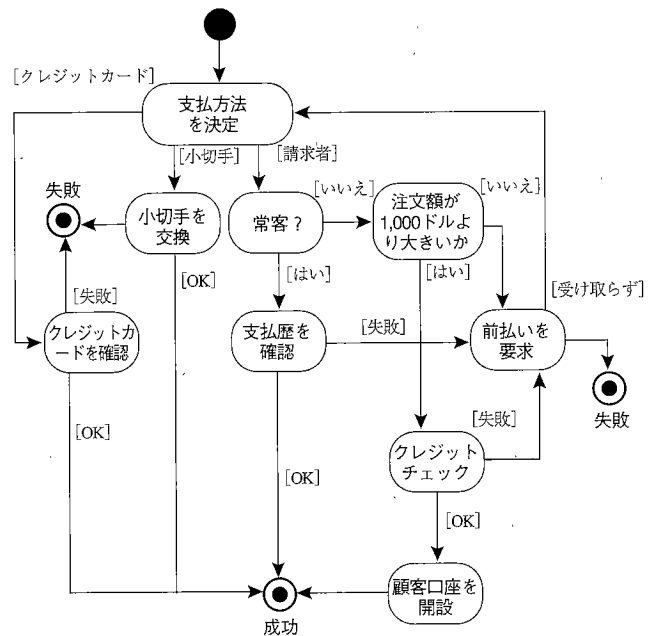 [クレジットカード]
支払方法
を決定
[小切手]
[請求者]
失敗
小切手を
交換
常客？
[いいえ]
注文額が
1,000ドルよ
り大きいか
[いいえ]
[OK]
[はい]
[はい]
[受け取らず]
[失敗]
クレジットカ
ードを確認
支払歴を
確認
[失敗]
前払いを
要求
失敗
[OK]
[失敗]
クレジット
チェック
[OK]
[OK]
顧客口座を
開設
成功